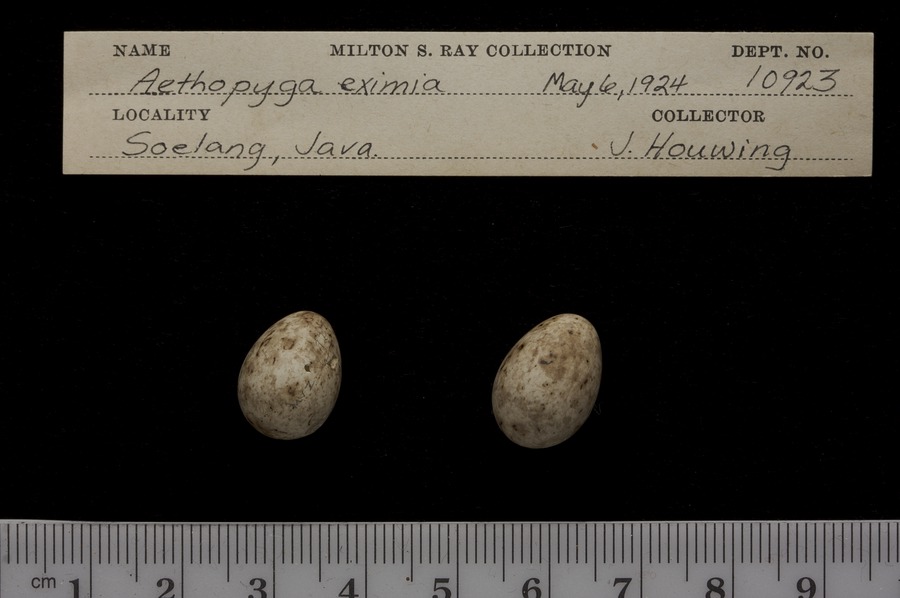 NAME MILTON S. RAY COLLECTION DEPT. NO.
Aethopyga eximia May 6, 1924 10923
LOCALITY COLLECTOR
Soelang, Java. J. Houwing
cm 1 2 3 4 5 6 7 8 9